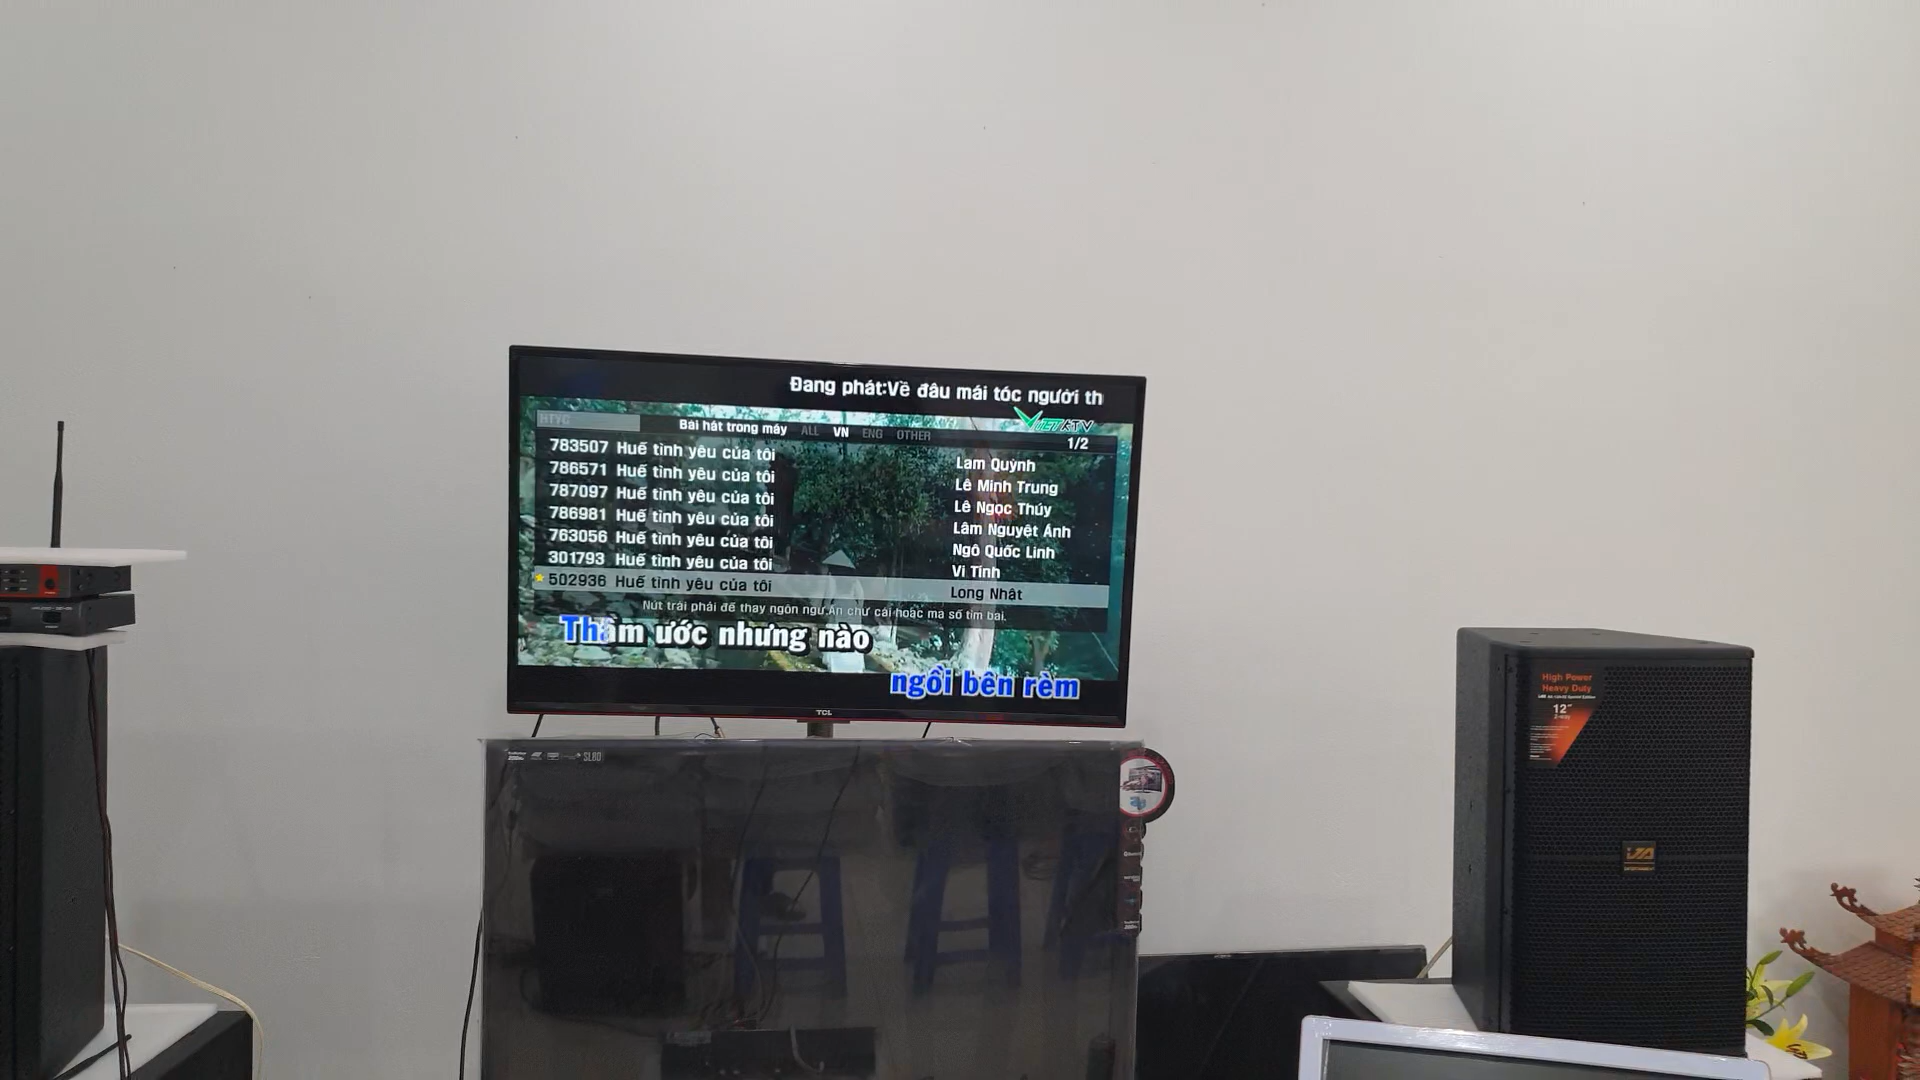 Đang phát:Về đâu mái tóc người th
VIETKTV
HTYC
Bài hát trong máy ALL VN ENG OTHER
1/2
783507 Huế tình yêu của tôi Lam Quỳnh
786571 Huế tình yêu của tôi Lê Minh Trung
787097 Huế tình yêu của tôi Lê Ngọc Thúy
786981 Huế tình yêu của tôi Lâm Nguyệt Ánh
763056 Huế tình yêu của tôi Ngô Quốc Linh
301793 Huế tình yêu của tôi Vi Tính
502936 Huế tình yêu của tôi Long Nhật
Nút trái phải để thay ngôn ngữ.Ấn chữ cái hoặc mã số tìm bài.
Thầm ước nhưng nào
ngồi bên rèm
TCL
SL80
High Power
Heavy Duty
12"
2-way